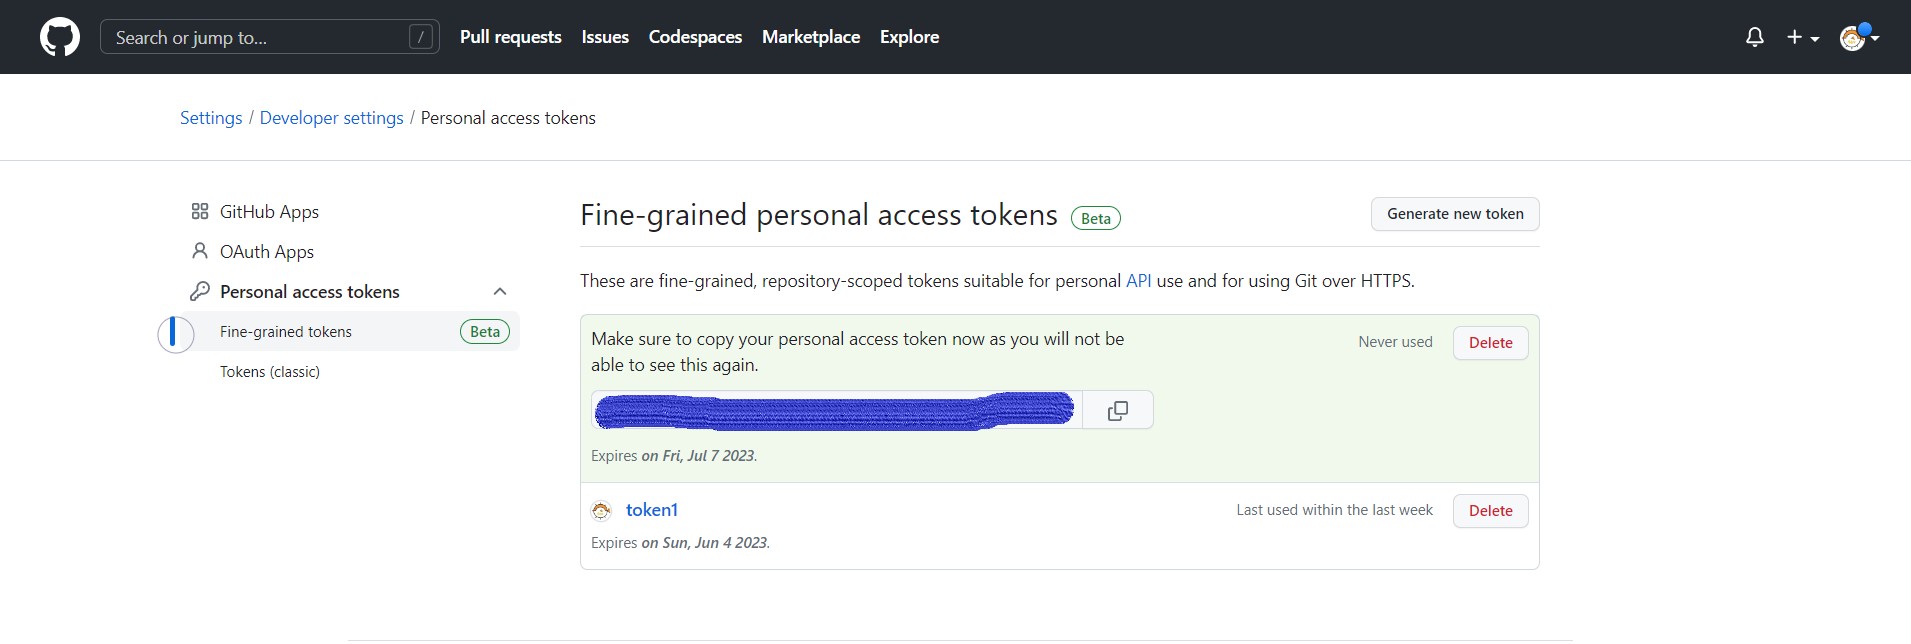 Search or jump to...
/
Pull requests
Issues
Codespaces
Marketplace
Explore
Settings / Developer settings / Personal access tokens
GitHub Apps
OAuth Apps
Personal access tokens
Fine-grained tokens Beta
Tokens (classic)
Fine-grained personal access tokens Beta
Generate new token
These are fine-grained, repository-scoped tokens suitable for personal API use and for using Git over HTTPS.
Make sure to copy your personal access token now as you will not be
able to see this again.
Never used
Delete
Expires on Fri, Jul 7 2023.
token1
Last used within the last week
Delete
Expires on Sun, Jun 4 2023.